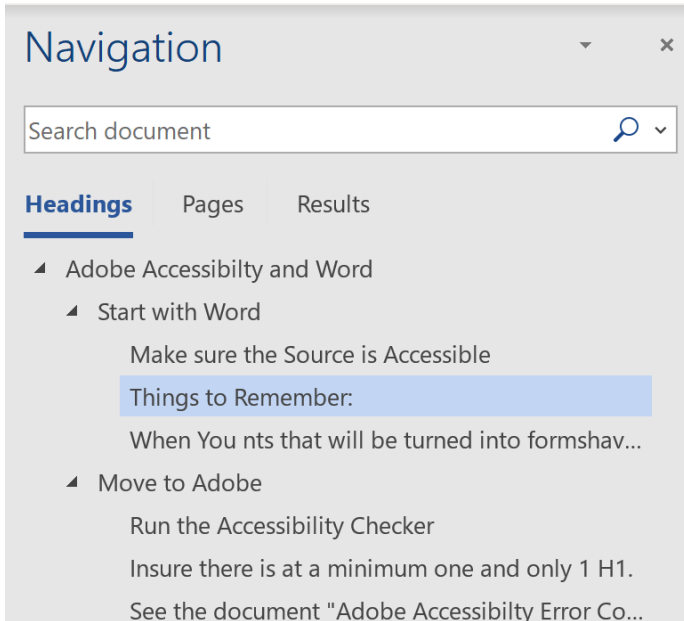 Navigation
Search document
Headings Pages Results
Adobe Accessibilty and Word
Start with Word
Make sure the Source is Accessible
Things to Remember:
When You nts that will be turned into formshav...
Move to Adobe
Run the Accessibility Checker
Insure there is at a minimum one and only 1 H1.
See the document "Adobe Accessibilty Error Co...